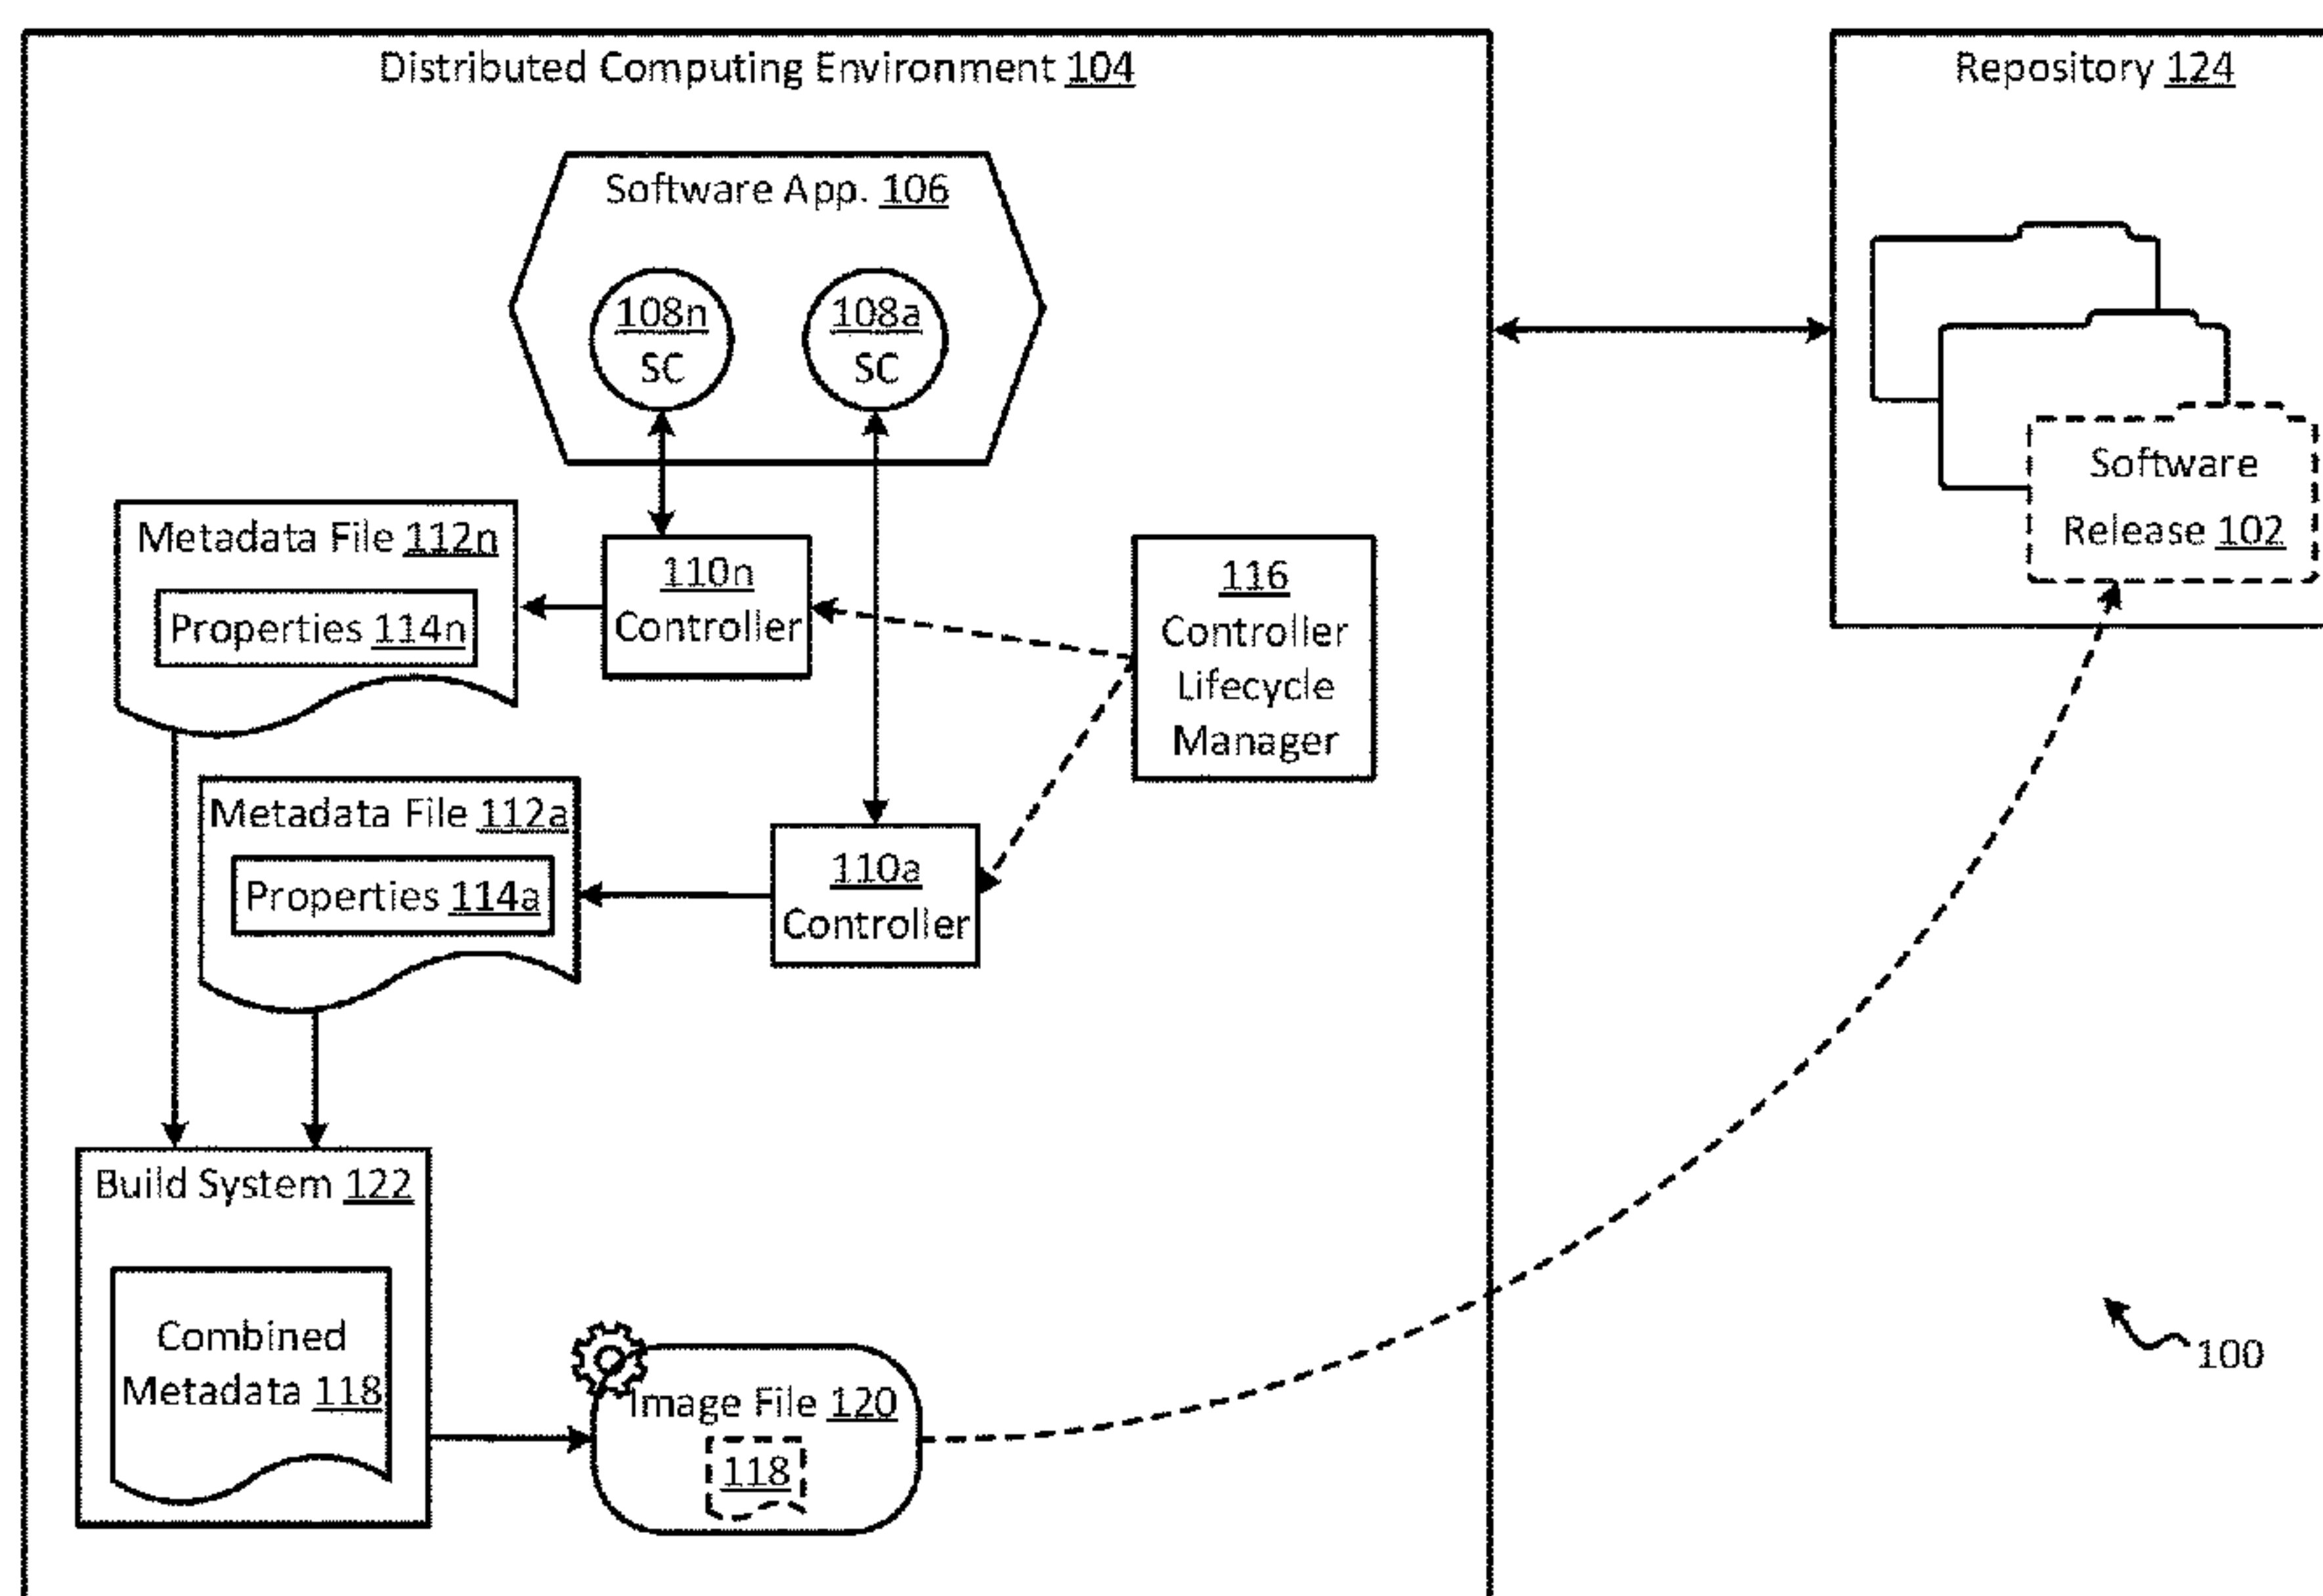 Distributed Computing Environment 104
Repository 124
Software App. 106
108n
SC
108a
SC
Software
Release 102
Metadata File 112n
Properties 114n
110n
Controller
116
Controller
Lifecycle
Manager
Metadata File 112a
Properties 114a
110a
Controller
Build System 122
Combined
Metadata 118
Image File 120
118
100